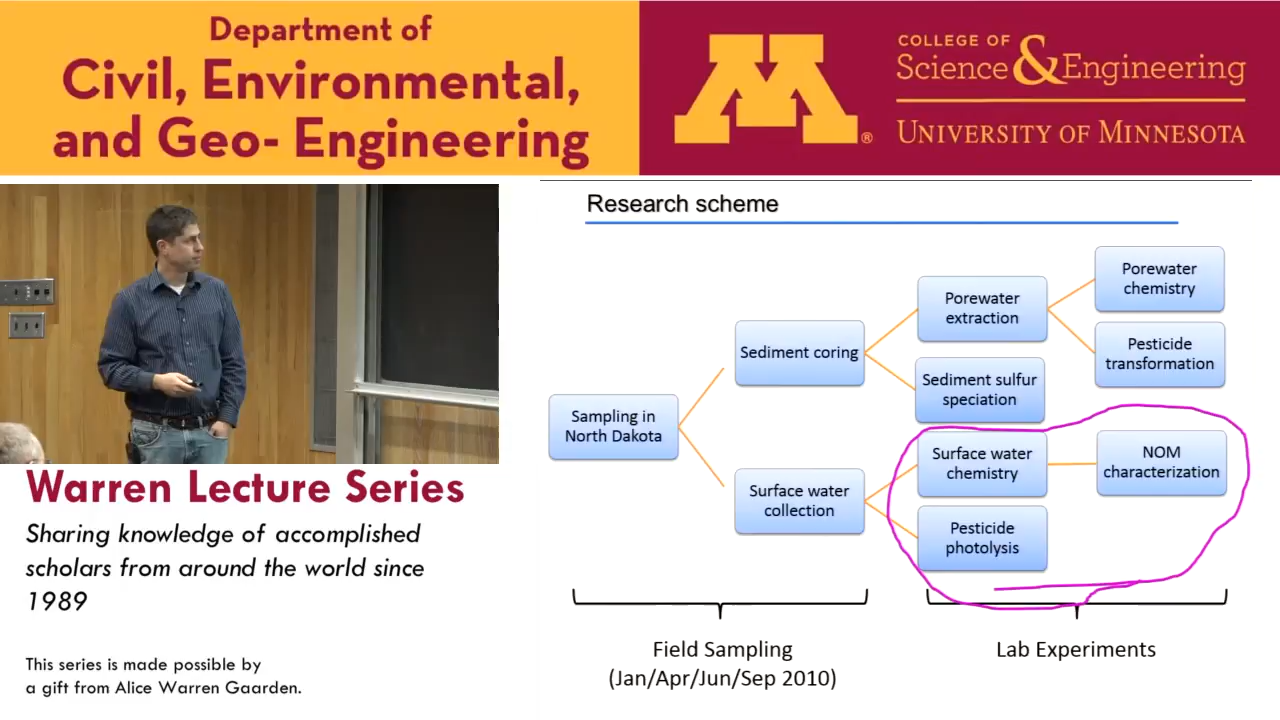 Department of
Civil, Environmental,
and Geo- Engineering
M
®
COLLEGE OF
Science & Engineering
UNIVERSITY OF MINNESOTA
Warren Lecture Series
Sharing knowledge of accomplished
scholars from around the world since
1989
This series is made possible by
a gift from Alice Warren Gaarden.
Research scheme
Sampling in
North Dakota
Sediment coring
Surface water
collection
Porewater
extraction
Sediment sulfur
speciation
Surface water
chemistry
Pesticide
photolysis
Porewater
chemistry
Pesticide
transformation
NOM
characterization
Field Sampling
(Jan/Apr/Jun/Sep 2010)
Lab Experiments